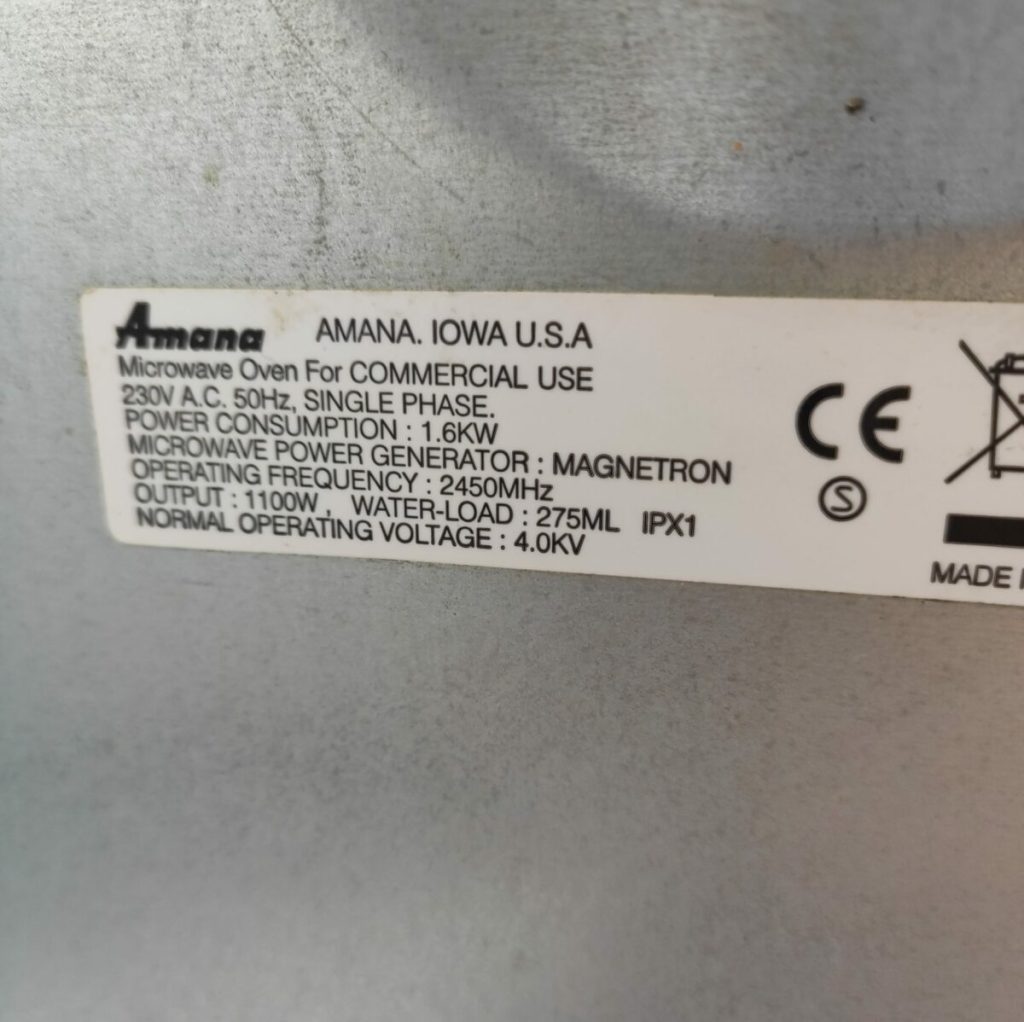 Amana AMANA. IOWA U.S.A
Microwave Oven For COMMERCIAL USE
230V A.C. 50Hz, SINGLE PHASE.
POWER CONSUMPTION : 1.6KW
MICROWAVE POWER GENERATOR : MAGNETRON
OPERATING FREQUENCY : 2450MHz
OUTPUT : 1100W , WATER-LOAD : 275ML IPX1
NORMAL OPERATING VOLTAGE : 4.0KV
CE
S
MADE